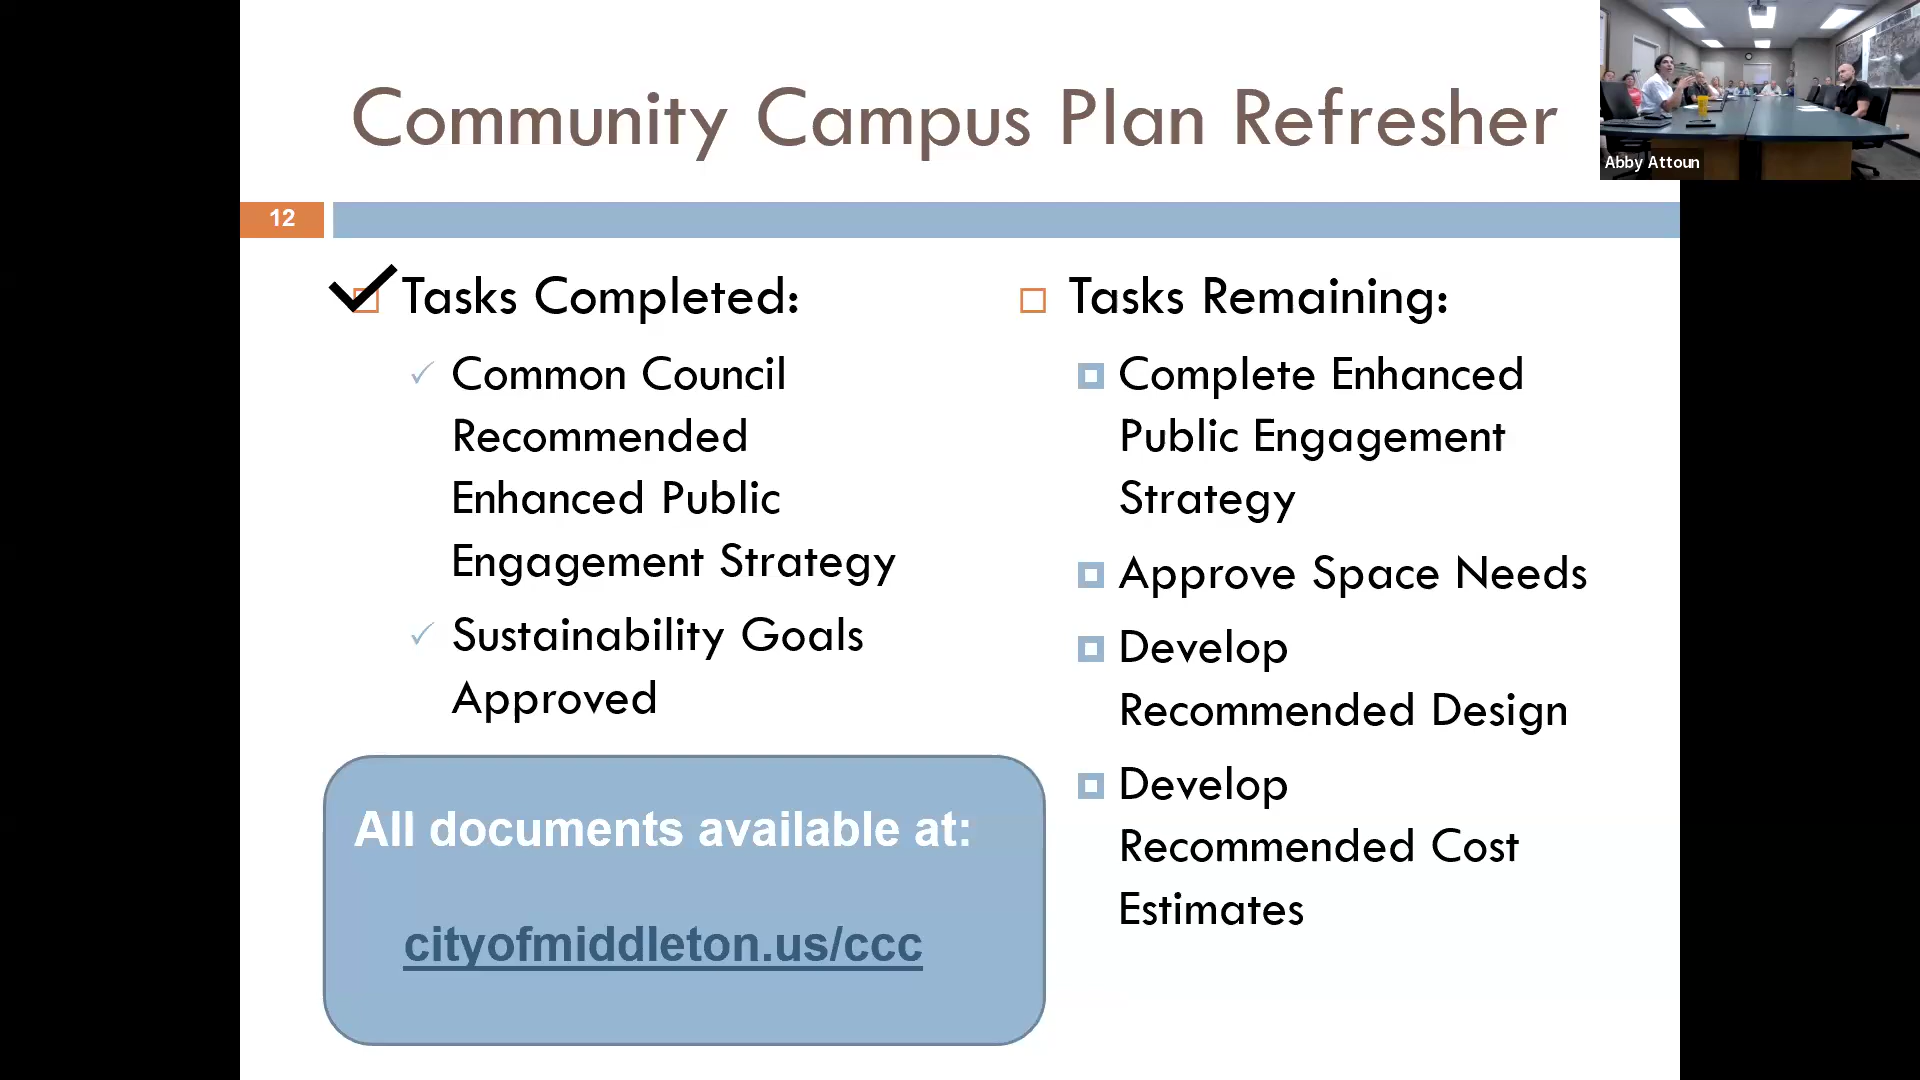 Community Campus Plan Refresher
Abby Attoun
12
Tasks Completed:
Common Council
Recommended
Enhanced Public
Engagement Strategy
Sustainability Goals
Approved
All documents available at:
cityofmiddleton.us/ccc
Tasks Remaining:
Complete Enhanced
Public Engagement
Strategy
Approve Space Needs
Develop
Recommended Design
Develop
Recommended Cost
Estimates